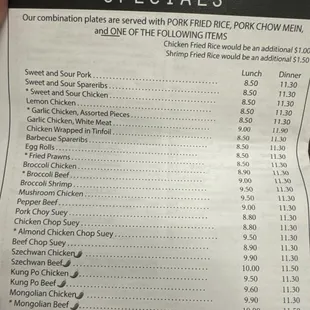 SPECIALS
Our combination plates are served with PORK FRIED RICE, PORK CHOW MEIN,
and ONE OF THE FOLLOWING ITEMS
Chicken Fried Rice would be an additional $1.00
Shrimp Fried Rice would be an additional $1.50
Lunch Dinner
Sweet and Sour Pork 8.50 11.30
Sweet and Sour Spareribs 8.50 11.30
* Sweet and Sour Chicken 8.50 11.30
Lemon Chicken 8.50 11.30
* Garlic Chicken, Assorted Pieces 8.50 11.30
Garlic Chicken, White Meat 9.00 11.90
Chicken Wrapped in Tinfoil 8.50 11.30
Barbecue Spareribs 8.50 11.30
Egg Rolls 8.50 11.30
* Fried Prawns 8.50 11.30
Broccoli Chicken 8.90 11.30
* Broccoli Beef 9.00 11.30
Broccoli Shrimp 9.50 11.30
Mushroom Chicken 9.50 11.30
Pepper Beef 9.00 11.30
Pork Choy Suey 8.80 11.30
Chicken Chop Suey 8.80 11.30
* Almond Chicken Chop Suey 9.50 11.30
Beef Chop Suey 8.90 11.30
Szechwan Chicken 9.90 11.30
Szechwan Beef 10.00 11.50
Kung Po Chicken 9.50 11.30
Kung Po Beef 9.60 11.30
Mongolian Chicken 9.90 11.30
* Mongolian Beef